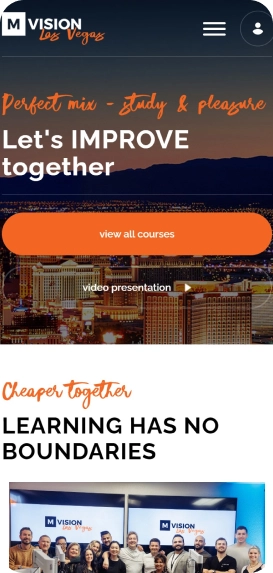 M VISION
Las Vegas
Perfect mix - study & pleasure
Let's IMPROVE
together
view all courses
video presentation
Cheaper together
LEARNING HAS NO
BOUNDARIES
M VISION
Las Vegas
M VISION
Las Vegas